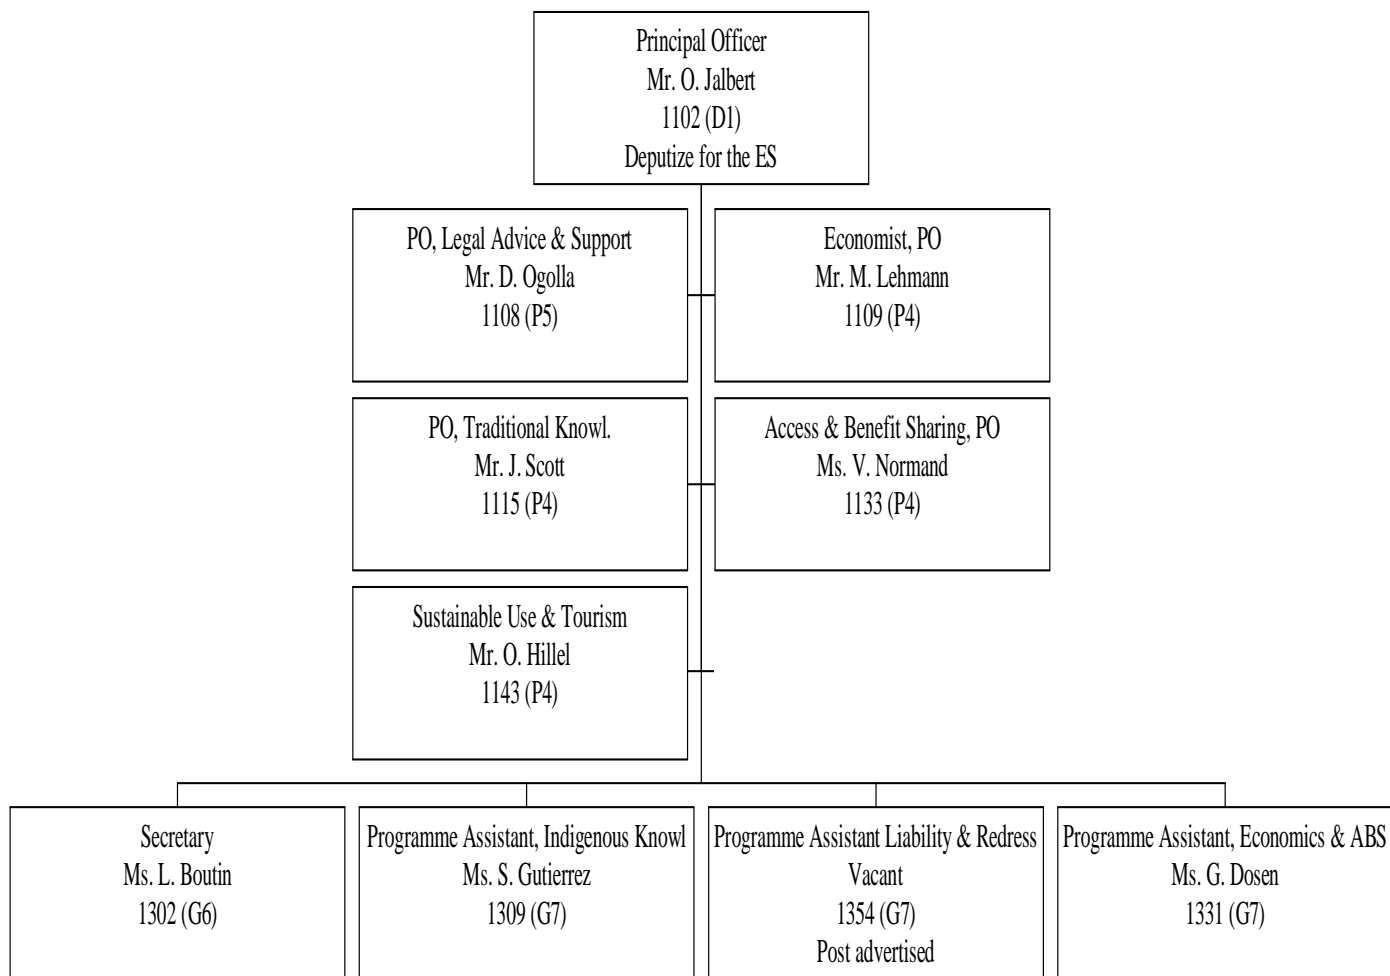 Principal Officer
Mr. O. Jalbert
1102 (D1)
Deputize for the ES
PO, Legal Advice & Support
Mr. D. Ogolla
1108 (P5)
Economist, PO
Mr. M. Lehmann
1109 (P4)
PO, Traditional Knowl.
Mr. J. Scott
1115 (P4)
Access & Benefit Sharing, PO
Ms. V. Normand
1133 (P4)
Sustainable Use & Tourism
Mr. O. Hillel
1143 (P4)
Secretary
Ms. L. Boutin
1302 (G6)
Programme Assistant, Indigenous Knowl
Ms. S. Gutierrez
1309 (G7)
Programme Assistant Liability & Redress
Vacant
1354 (G7)
Post advertised
Programme Assistant, Economics & ABS
Ms. G. Dosen
1331 (G7)